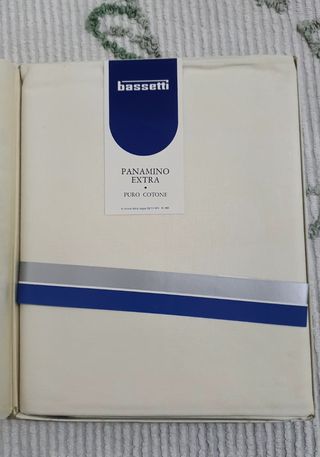 bassetti
PANAMINO
EXTRA
PURO COTONE